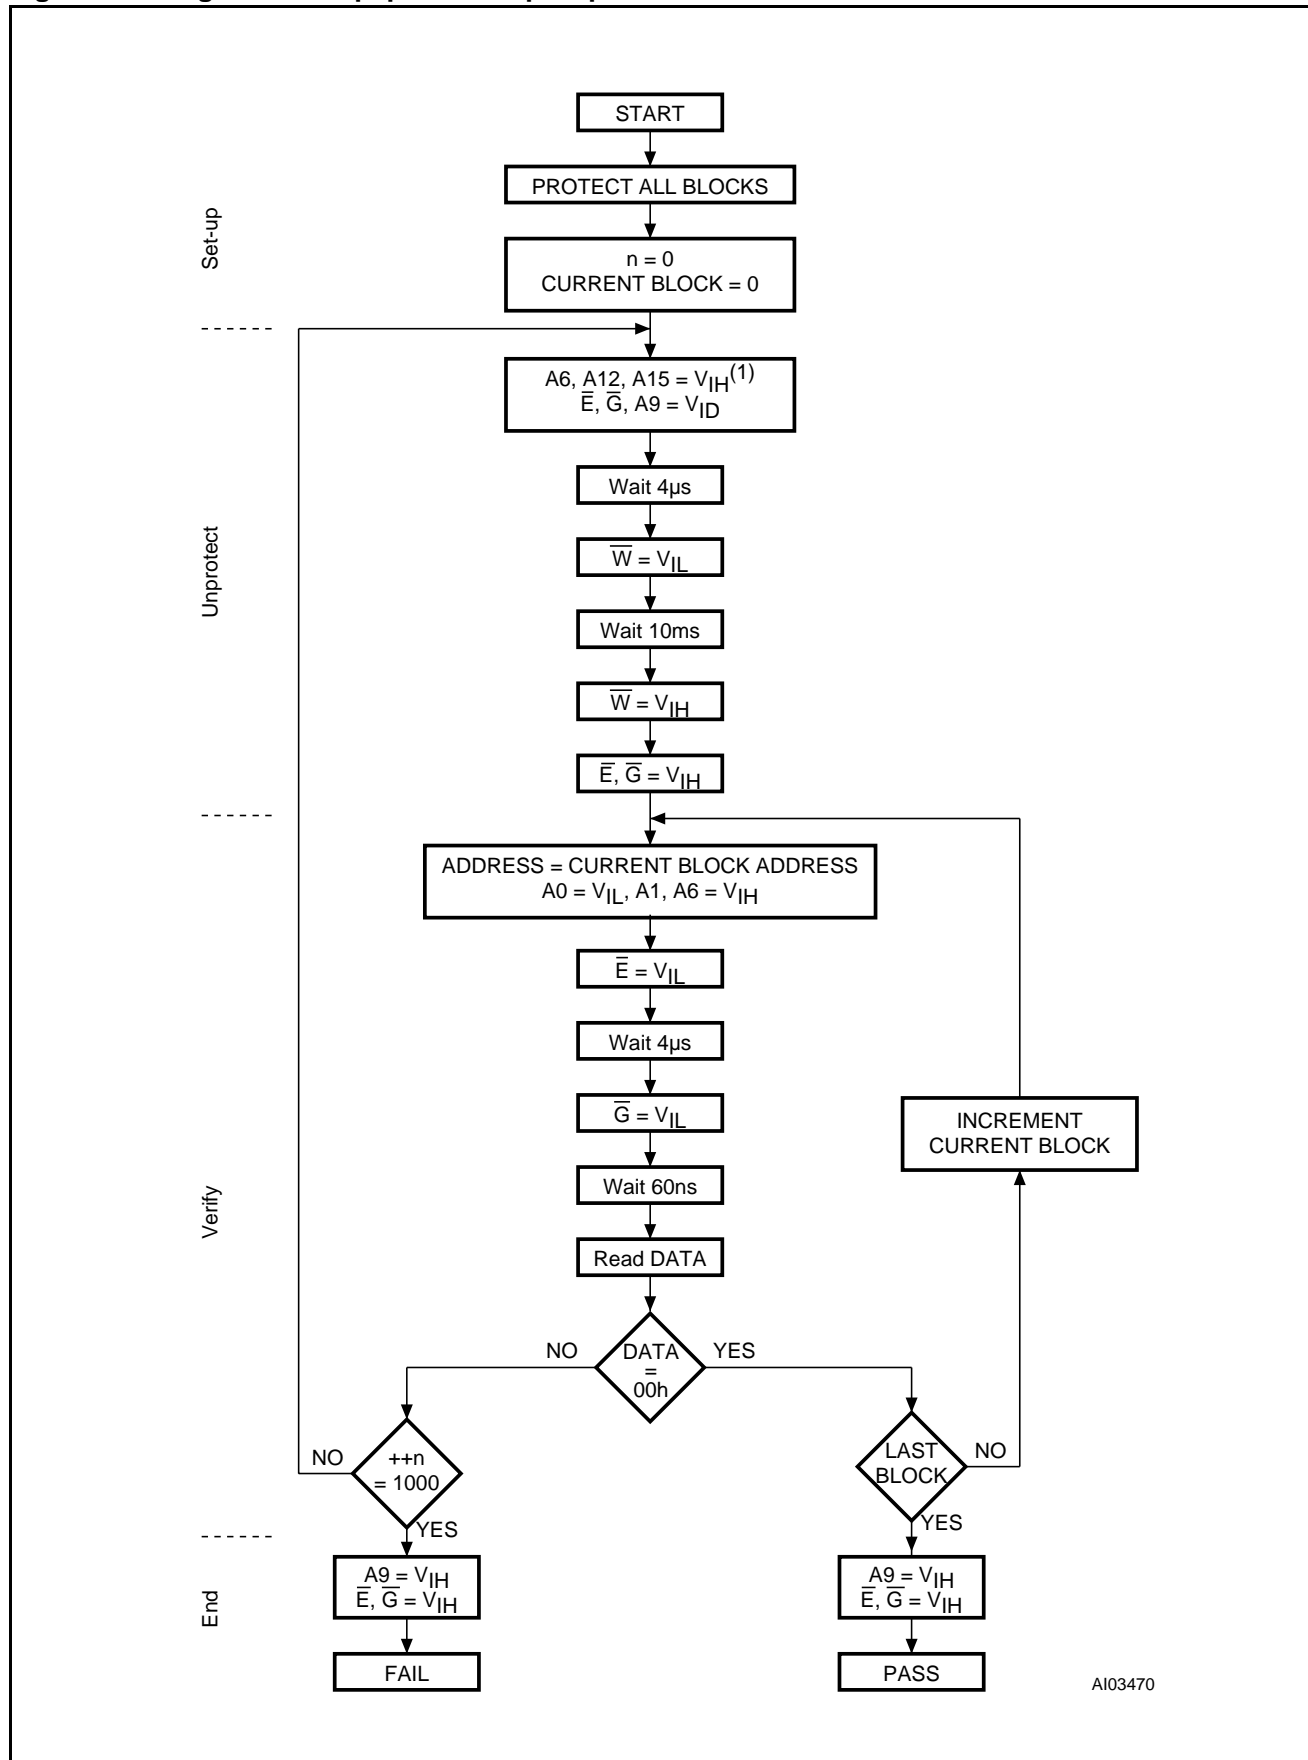 START
PROTECT ALL BLOCKS
Set-up
n = 0
CURRENT BLOCK = 0
A6, A12, A15 = VIH(1)
E̅, G̅, A9 = VID
Wait 4µs
W̅ = VIL
Unprotect
Wait 10ms
W̅ = VIH
E̅, G̅ = VIH
ADDRESS = CURRENT BLOCK ADDRESS
A0 = VIL, A1, A6 = VIH
E̅ = VIL
Wait 4µs
G̅ = VIL
INCREMENT
CURRENT BLOCK
Wait 60ns
Verify
Read DATA
NO
DATA
=
00h
YES
NO
++n
= 1000
LAST
BLOCK
NO
YES
YES
End
A9 = VIH
E̅, G̅ = VIH
A9 = VIH
E̅, G̅ = VIH
FAIL
PASS
AI03470